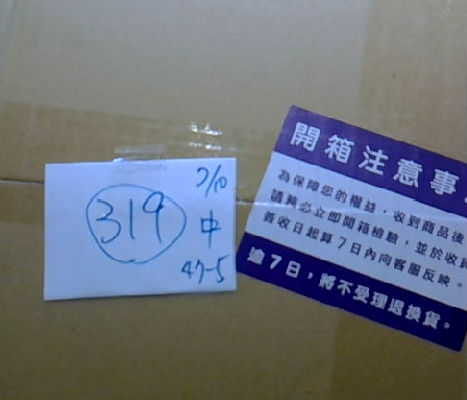 7/10
319
中
47-5
開箱注意事
為保障您的權益,收到商品後
請務必立即開箱檢驗,並於收
簽收日起算7日內向客服反映。
逾7日,將不受理退換貨。